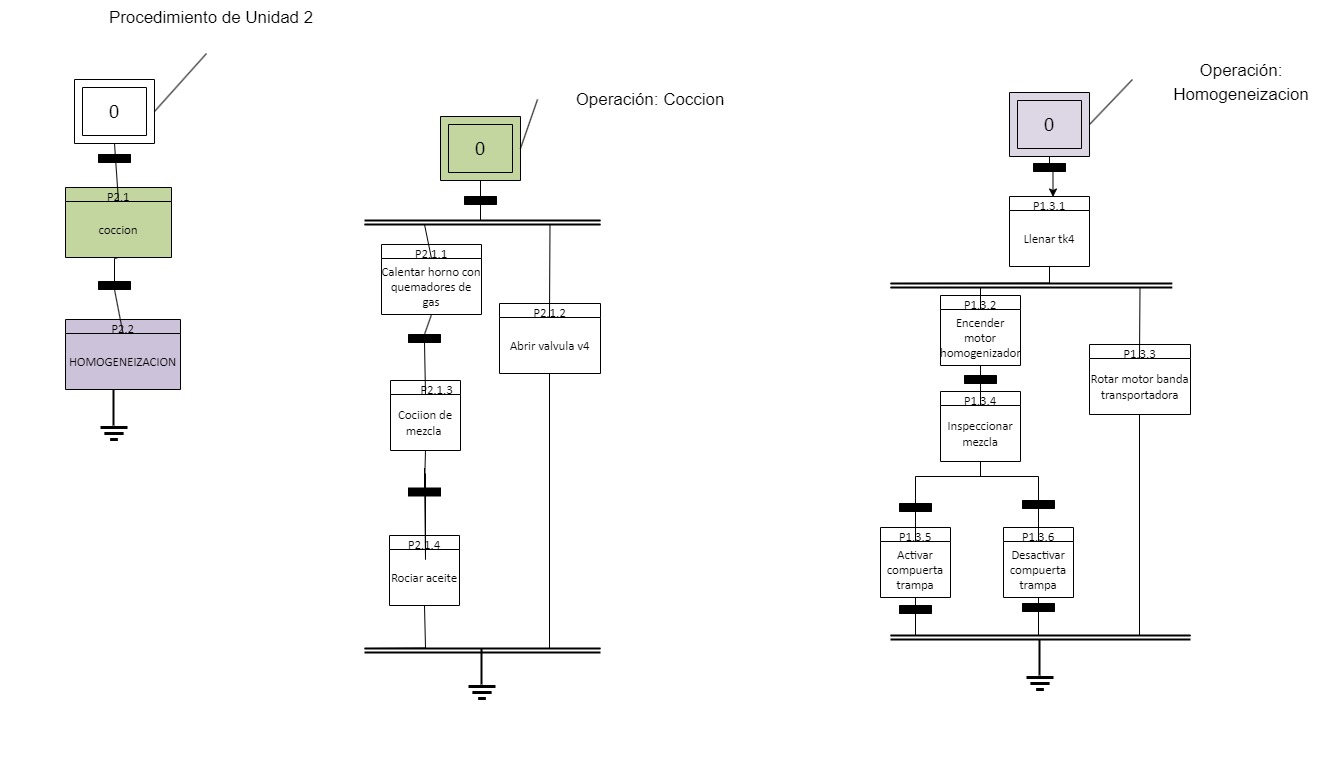 Procedimiento de Unidad 2
0
P2.1
coccion
P2.2
HOMOGENEIZACION
Operación: Coccion
0
P2.1.1
Calentar horno con
quemadores de
gas
P2.1.2
Abrir valvula v4
P2.1.3
Cociion de
mezcla
P2.1.4
Rociar aceite
Operación:
Homogeneizacion
0
P1.3.1
Llenar tk4
P1.3.2
Encender
motor
homogenizador
P1.3.3
Rotar motor banda
transportadora
P1.3.4
Inspeccionar
mezcla
P1.3.5
Activar
compuerta
trampa
P1.3.6
Desactivar
compuerta
trampa